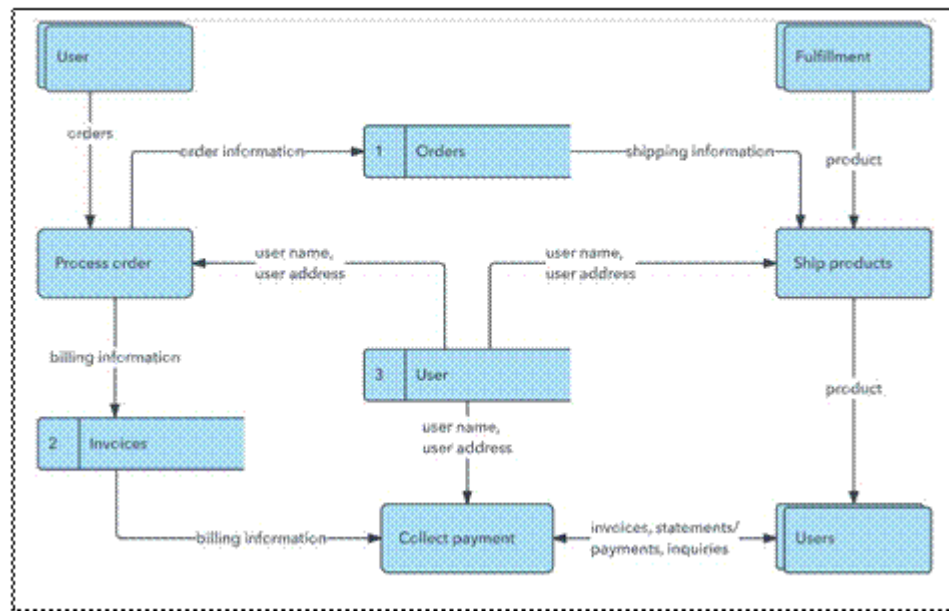 User
Fulfillment
orders
order information
1 Orders
shipping information
product
Process order
user name,
user address
user name,
user address
Ship products
billing information
3 User
product
2 Invoices
user name,
user address
billing information
Collect payment
invoices, statements/
payments, inquiries
Users